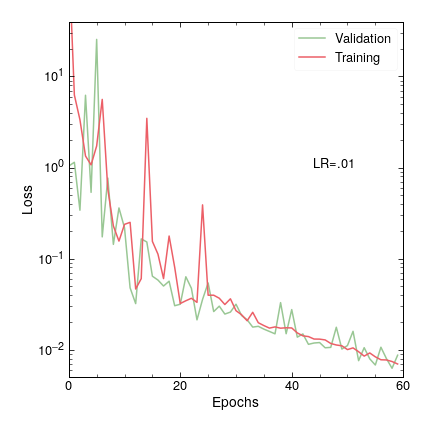 Validation
Training
LR=.01
Loss
10^1
10^0
10^-1
10^-2
0 20 40 60
Epochs